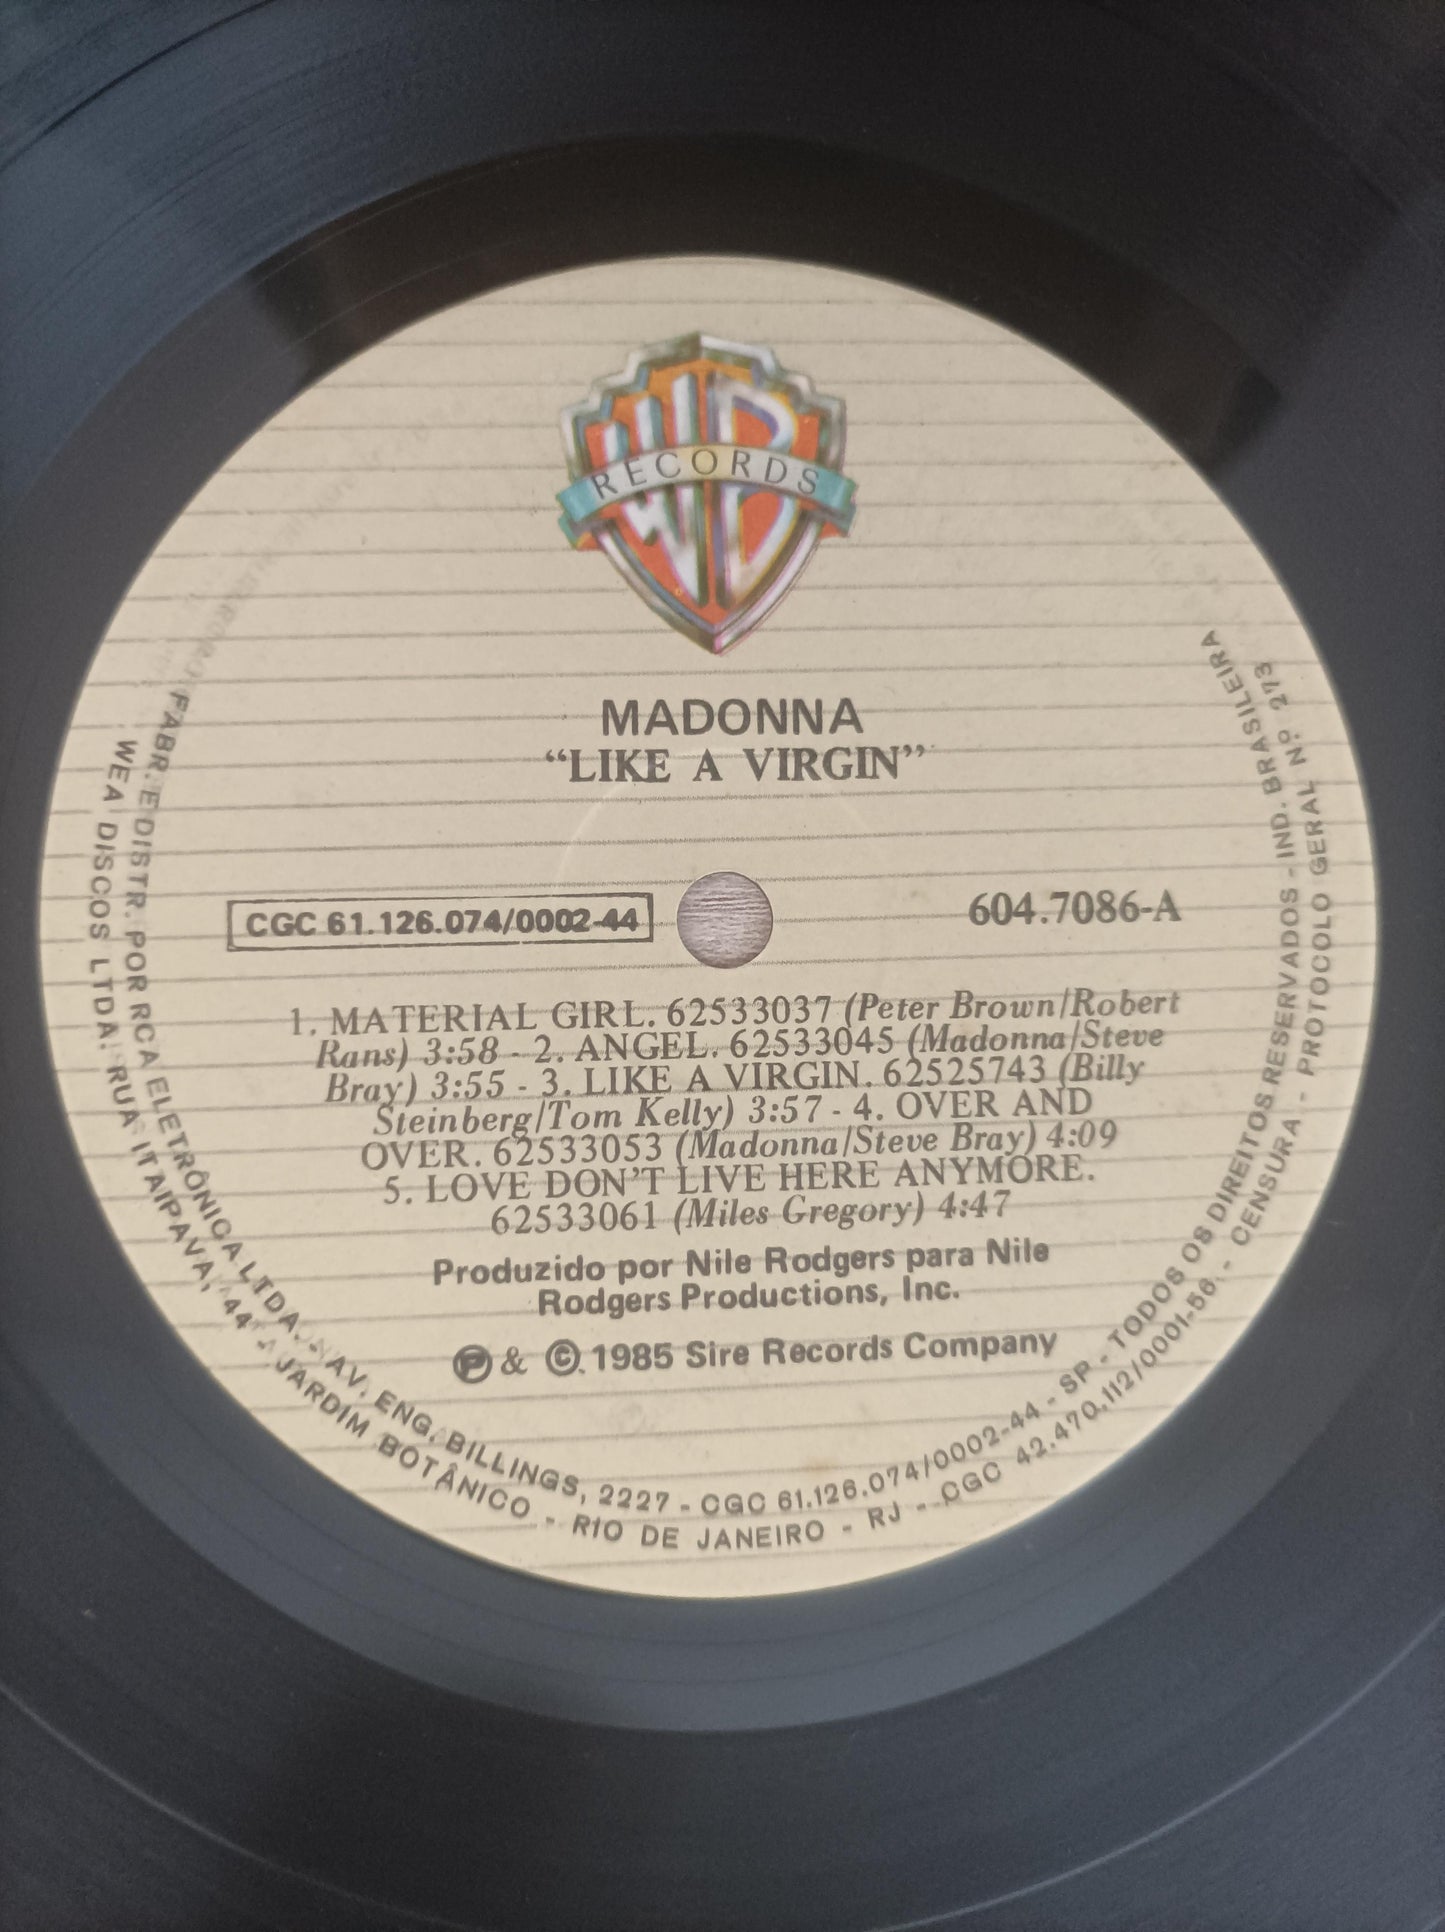 WB
RECORDS
MADONNA
“LIKE A VIRGIN”
CGC 61.126.074/0002-44
604.7086-A
1. MATERIAL GIRL. 62533037 (Peter Brown/Robert
Rans) 3:58 - 2. ANGEL. 62533045 (Madonna/Steve
Bray) 3:55 - 3. LIKE A VIRGIN. 62525743 (Billy
Steinberg/Tom Kelly) 3:57 - 4. OVER AND
OVER. 62533053 (Madonna/Steve Bray) 4:09
5. LOVE DON’T LIVE HERE ANYMORE.
62533061 (Miles Gregory) 4:47
Produzido por Nile Rodgers para Nile
Rodgers Productions, Inc.
Ⓟ & ©. 1985 Sire Records Company
FABR. E DISTR. POR RCA ELETRÔNICA LTDA. AV. ENG. BILLINGS, 2227 - CGC 61.126.074/0002-44 - SP - TODOS OS DIREITOS RESERVADOS - IND. BRASILEIRA
WEA DISCOS LTDA: RUA ITAIPAVA, 44 JARDIM BOTÂNICO - RIO DE JANEIRO - RJ - CGC 42.470.112/0001-56. - CENSURA - PROTOCOLO GERAL Nº 273